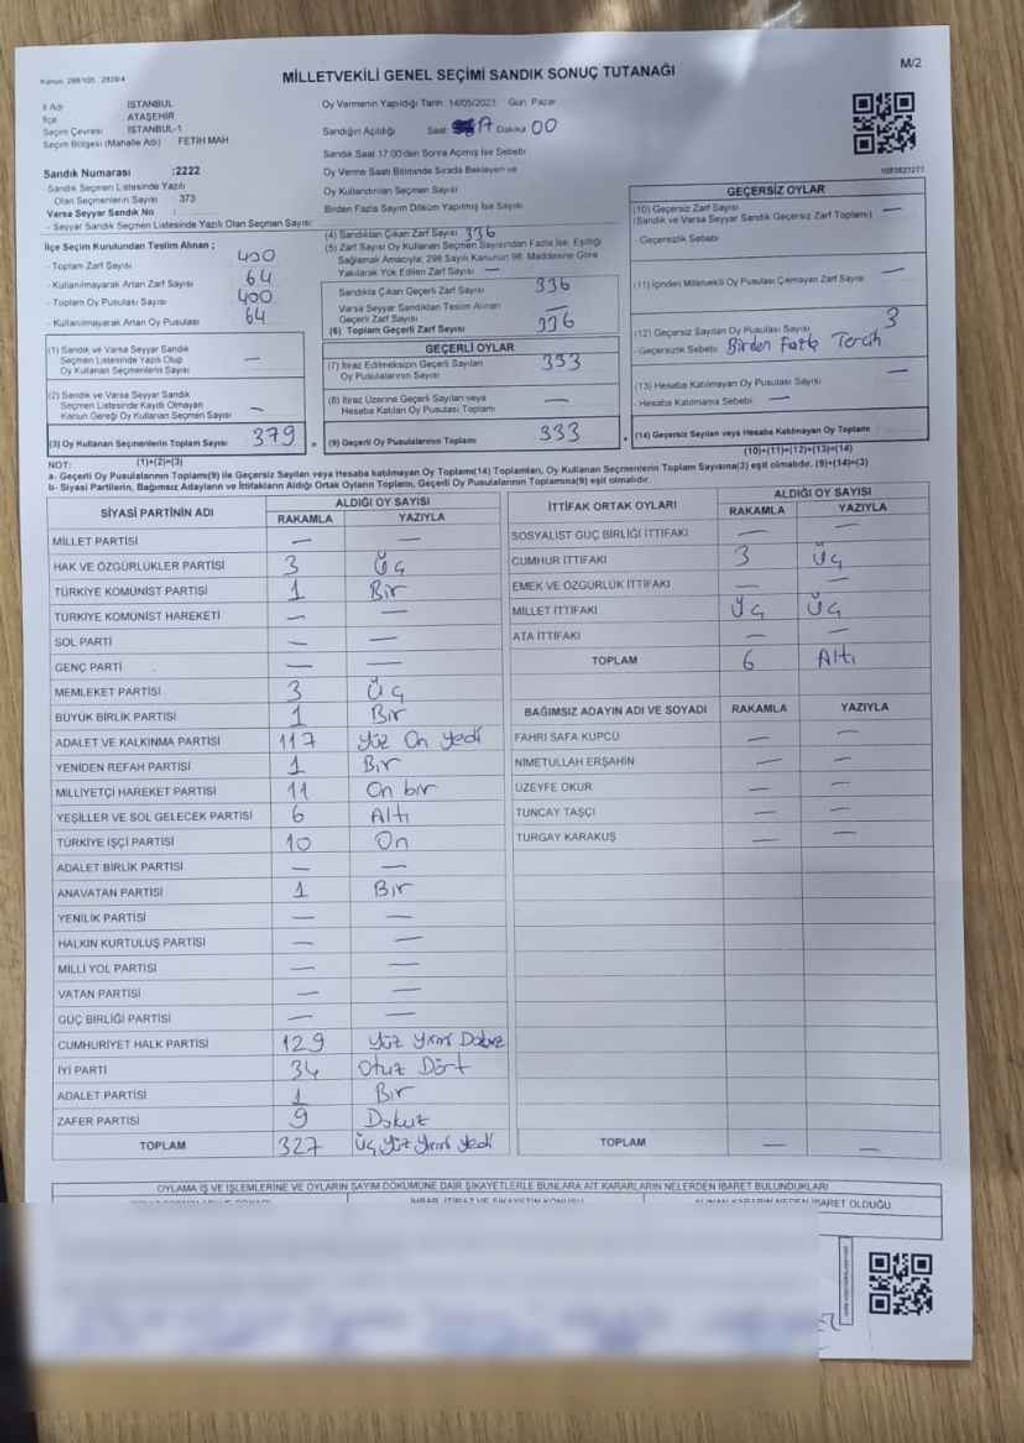 MİLLETVEKİLİ GENEL SEÇİMİ SANDIK SONUÇ TUTANAĞI
M/2
İl Adı İSTANBUL
İlçe ATAŞEHİR
Seçim Çevresi İSTANBUL-1
Seçim Bölgesi (Mahalle Adı) FETİH MAH
Sandık Numarası :2222
Sandık Seçmen Listesinde Yazılı
Olan Seçmenlerin Sayısı 373
Varsa Seyyar Sandık No
- Seyyar Sandık Seçmen Listesinde Yazılı Olan Seçmen Sayısı:
İlçe Seçim Kurulundan Teslim Alınan ;
- Toplam Zarf Sayısı 400
- Kullanılmayarak Artan Zarf Sayısı 64
- Toplam Oy Pusulası Sayısı 400
- Kullanılmayarak Artan Oy Pusulası 64
(1) Sandık ve Varsa Seyyar Sandık
Seçmen Listesinde Yazılı Olup
Oy Kullanan Seçmenlerin Sayısı —
(2) Sandık ve Varsa Seyyar Sandık
Seçmen Listesinde Kayıtlı Olmayan
Kanun Gereği Oy Kullanan Seçmen Sayısı —
(3) Oy Kullanan Seçmenlerin Toplam Sayısı 379
(1)+(2)=(3)
Oy Vermenin Yapıldığı Tarih: 14/05/2023 Gün: Pazar
Sandığın Açıldığı Saat: 17 Dakika 00
Sandık Saat 17:00'den Sonra Açılmış İse Sebebi
Oy Verme Saati Bitiminde Sırada Bekleyen ve
Oy Kullandırılan Seçmen Sayısı
Birden Fazla Sayım Döküm Yapılmış İse Sayısı
(4) Sandıktan Çıkan Zarf Sayısı 336
(5) Zarf Sayısı Oy Kullanan Seçmen Sayısından Fazla İse, Eşitliği
Sağlamak Amacıyla; 298 Sayılı Kanunun 98. Maddesine Göre
Yakılarak Yok Edilen Zarf Sayısı —
Sandıkta Çıkan Geçerli Zarf Sayısı 336
Varsa Seyyar Sandıktan Teslim Alınan
Geçerli Zarf Sayısı —
(6) Toplam Geçerli Zarf Sayısı 336
GEÇERLİ OYLAR
(7) İtiraz Edilmeksizin Geçerli Sayılan
Oy Pusulalarının Sayısı 333
(8) İtiraz Üzerine Geçerli Sayılan veya
Hesaba Katılan Oy Pusulası Toplamı —
(9) Geçerli Oy Pusulalarının Toplamı 333
GEÇERSİZ OYLAR
(10) Geçersiz Zarf Sayısı
(Sandık ve Varsa Seyyar Sandık Geçersiz Zarf Toplamı) —
- Geçersizlik Sebebi
(11) İçinden Milletvekili Oy Pusulası Çıkmayan Zarf Sayısı —
(12) Geçersiz Sayılan Oy Pusulası Sayısı 3
- Geçersizlik Sebebi Birden Fazla Tercih
(13) Hesaba Katılmayan Oy Pusulası Sayısı —
- Hesaba Katılmama Sebebi —
(14) Geçersiz Sayılan veya Hesaba Katılmayan Oy Toplamı
(10)+(11)+(12)+(13)=(14)
NOT:
a- Geçerli Oy Pusulalarının Toplamı(9) ile Geçersiz Sayılan veya Hesaba katılmayan Oy Toplamı(14) Toplamları, Oy Kullanan Seçmenlerin Toplam Sayısına(3) eşit olmalıdır. (9)+(14)=(3)
b- Siyasi Partilerin, Bağımsız Adayların ve İttifakların Aldığı Ortak Oyların Toplamı, Geçerli Oy Pusulalarının Toplamına(9) eşit olmalıdır.
SİYASİ PARTİNİN ADI ALDIĞI OY SAYISI
RAKAMLA YAZIYLA
MİLLET PARTİSİ — —
HAK VE ÖZGÜRLÜKLER PARTİSİ 3 Üç
TÜRKİYE KOMÜNİST PARTİSİ 1 Bir
TÜRKİYE KOMÜNİST HAREKETİ — —
SOL PARTİ — —
GENÇ PARTİ — —
MEMLEKET PARTİSİ 3 Üç
BÜYÜK BİRLİK PARTİSİ 1 Bir
ADALET VE KALKINMA PARTİSİ 117 Yüz On yedi
YENİDEN REFAH PARTİSİ 1 Bir
MİLLİYETÇİ HAREKET PARTİSİ 11 On bir
YEŞİLLER VE SOL GELECEK PARTİSİ 6 Altı
TÜRKİYE İŞÇİ PARTİSİ 10 On
ADALET BİRLİK PARTİSİ — —
ANAVATAN PARTİSİ 1 Bir
YENİLİK PARTİSİ — —
HALKIN KURTULUŞ PARTİSİ — —
MİLLİ YOL PARTİSİ — —
VATAN PARTİSİ — —
GÜÇ BİRLİĞİ PARTİSİ — —
CUMHURİYET HALK PARTİSİ 129 Yüz Yirmi Dokuz
İYİ PARTİ 34 Otuz Dört
ADALET PARTİSİ 1 Bir
ZAFER PARTİSİ 9 Dokuz
TOPLAM 327 Üç Yüz Yirmi Yedi
İTTİFAK ORTAK OYLARI ALDIĞI OY SAYISI
RAKAMLA YAZIYLA
SOSYALİST GÜÇ BİRLİĞİ İTTİFAKI — —
CUMHUR İTTİFAKI 3 Üç
EMEK VE ÖZGÜRLÜK İTTİFAKI — —
MİLLET İTTİFAKI Üç Üç
ATA İTTİFAKI — —
TOPLAM 6 Altı
BAĞIMSIZ ADAYIN ADI VE SOYADI RAKAMLA YAZIYLA
FAHRİ SAFA KUPCU — —
NİMETULLAH ERŞAHİN — —
ÜZEYFE OKUR — —
TUNCAY TAŞÇI — —
TURGAY KARAKUŞ — —
TOPLAM — —
OYLAMA İŞ VE İŞLEMLERİNE VE OYLARIN SAYIM DÖKÜMÜNE DAİR ŞİKAYETLERLE BUNLARA AİT KARARLARIN NELERDEN İBARET BULUNDUKLARI
İBARET OLDUĞU